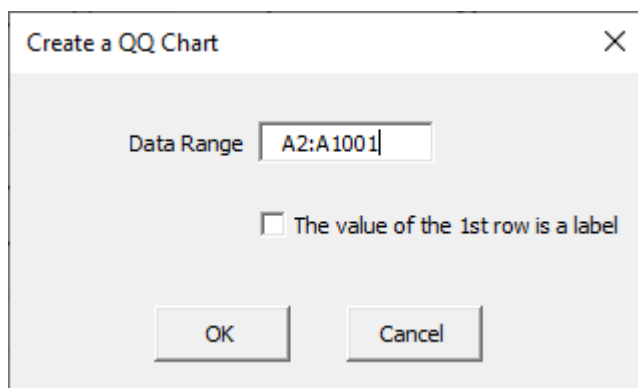 Create a QQ Chart
Data Range A2:A1001
The value of the 1st row is a label
OK Cancel